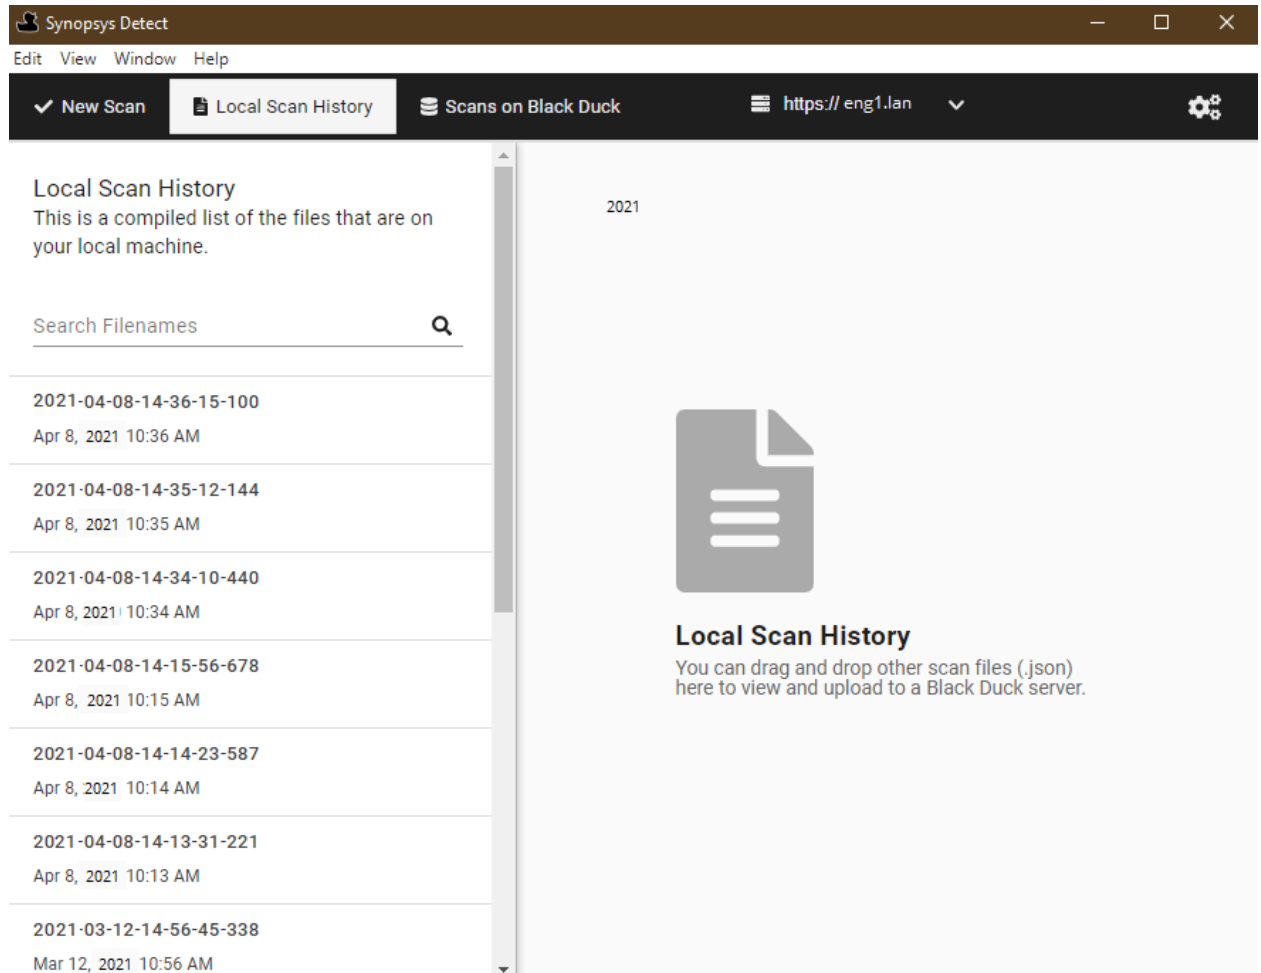 Synopsys Detect
Edit View Window Help
New Scan
Local Scan History
Scans on Black Duck
https:// eng1.lan
Local Scan History
This is a compiled list of the files that are on
your local machine.
Search Filenames
2021-04-08-14-36-15-100
Apr 8, 2021 10:36 AM
2021-04-08-14-35-12-144
Apr 8, 2021 10:35 AM
2021-04-08-14-34-10-440
Apr 8, 2021 10:34 AM
2021-04-08-14-15-56-678
Apr 8, 2021 10:15 AM
2021-04-08-14-14-23-587
Apr 8, 2021 10:14 AM
2021-04-08-14-13-31-221
Apr 8, 2021 10:13 AM
2021-03-12-14-56-45-338
Mar 12, 2021 10:56 AM
2021
Local Scan History
You can drag and drop other scan files (.json)
here to view and upload to a Black Duck server.